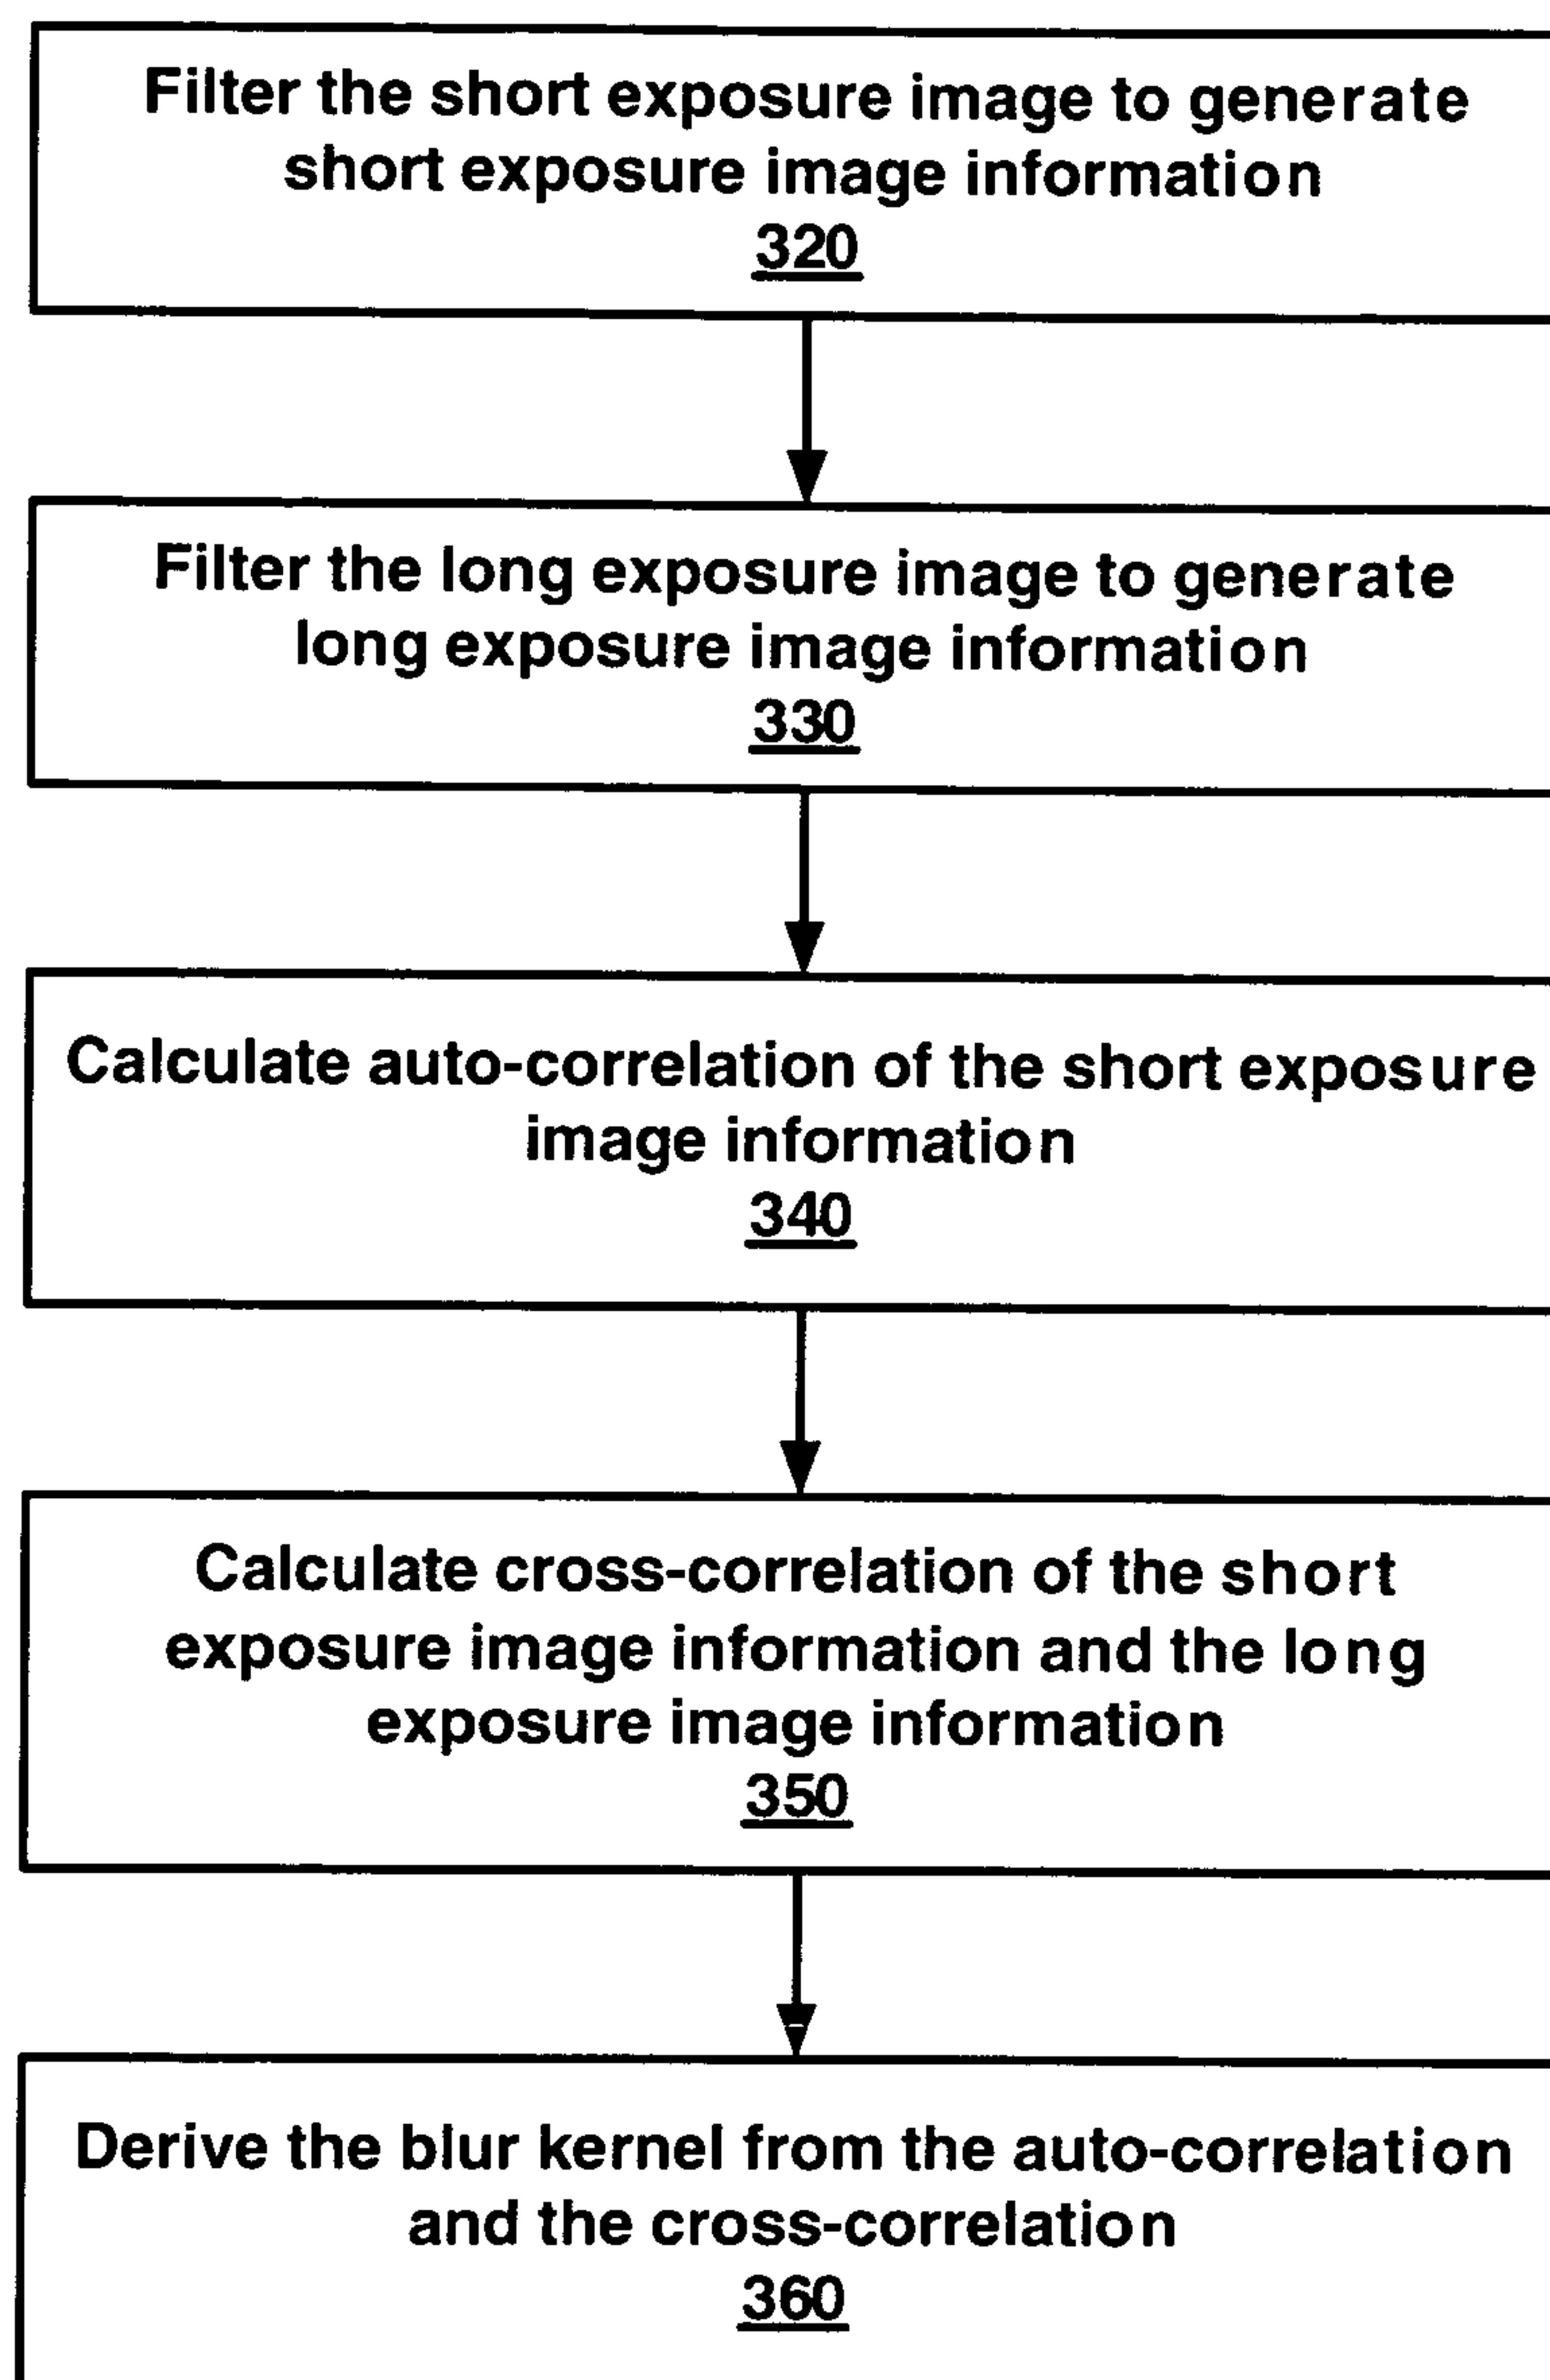 Filter the short exposure image to generate
short exposure image information
320
Filter the long exposure image to generate
long exposure image information
330
Calculate auto-correlation of the short exposure
image information
340
Calculate cross-correlation of the short
exposure image information and the long
exposure image information
350
Derive the blur kernel from the auto-correlation
and the cross-correlation
360